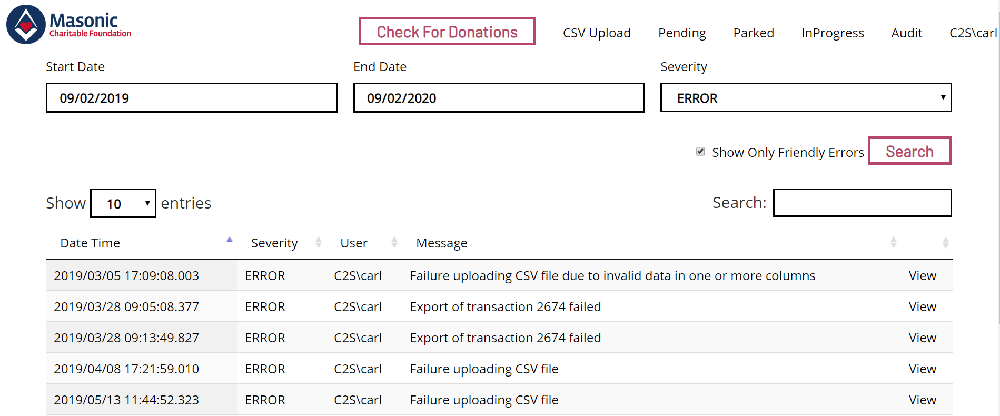 Masonic
Charitable Foundation
Check For Donations CSV Upload Pending Parked InProgress Audit C2S\carl
Start Date End Date Severity
09/02/2019 09/02/2020 ERROR
Show Only Friendly Errors Search
Show 10 entries Search:
Date Time Severity User Message
2019/03/05 17:09:08.003 ERROR C2S\carl Failure uploading CSV file due to invalid data in one or more columns View
2019/03/28 09:05:08.377 ERROR C2S\carl Export of transaction 2674 failed View
2019/03/28 09:13:49.827 ERROR C2S\carl Export of transaction 2674 failed View
2019/04/08 17:21:59.010 ERROR C2S\carl Failure uploading CSV file View
2019/05/13 11:44:52.323 ERROR C2S\carl Failure uploading CSV file View